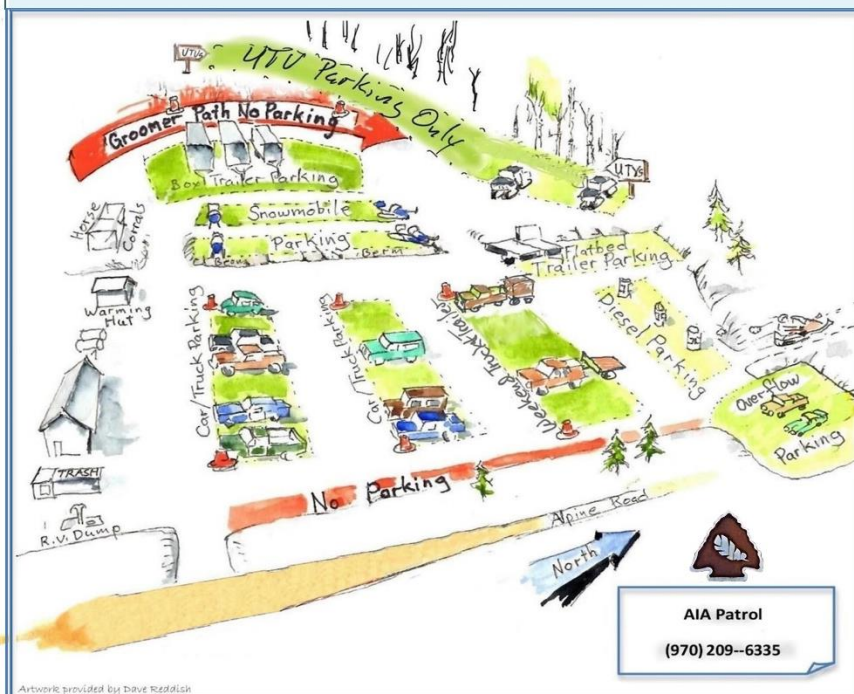 UTVs
UTV Parking Only
Groomer Path No Parking
Box Trailer Parking
UTVs
Horse
Corrals
Snowmobile
Parking
Berm
Berm
Flatbed
Trailer Parking
Warming
Hut
Car/Truck Parking
Car/Truck Parking
Weekend Truck/Trailer
Diesel Parking
Overflow
Parking
TRASH
No Parking
R.V. Dump
Alpine Road
North
AIA Patrol
(970) 209--6335
Artwork provided by Dave Reddish